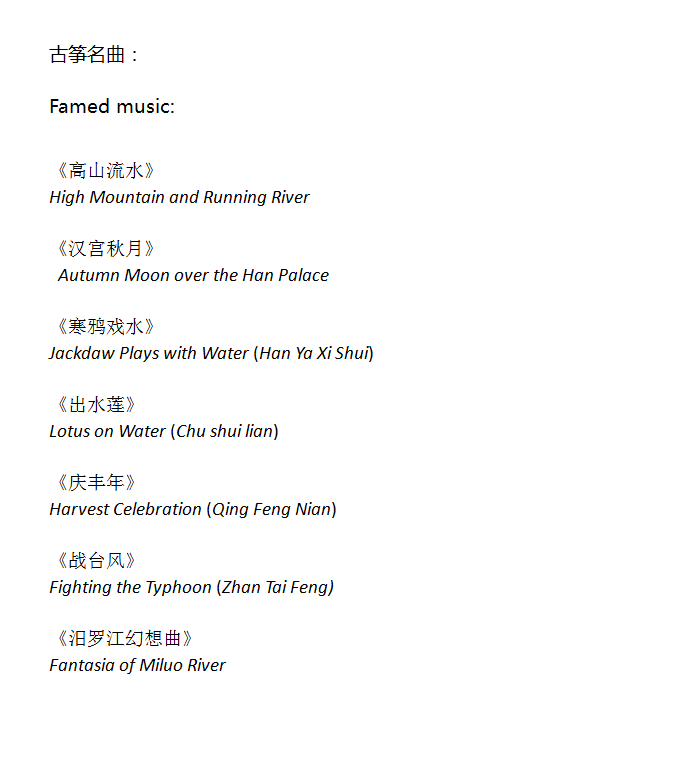 古筝名曲：
Famed music:
《高山流水》
High Mountain and Running River
《汉宫秋月》
Autumn Moon over the Han Palace
《寒鸦戏水》
Jackdaw Plays with Water (Han Ya Xi Shui)
《出水莲》
Lotus on Water (Chu shui lian)
《庆丰年》
Harvest Celebration (Qing Feng Nian)
《战台风》
Fighting the Typhoon (Zhan Tai Feng)
《汨罗江幻想曲》
Fantasia of Miluo River